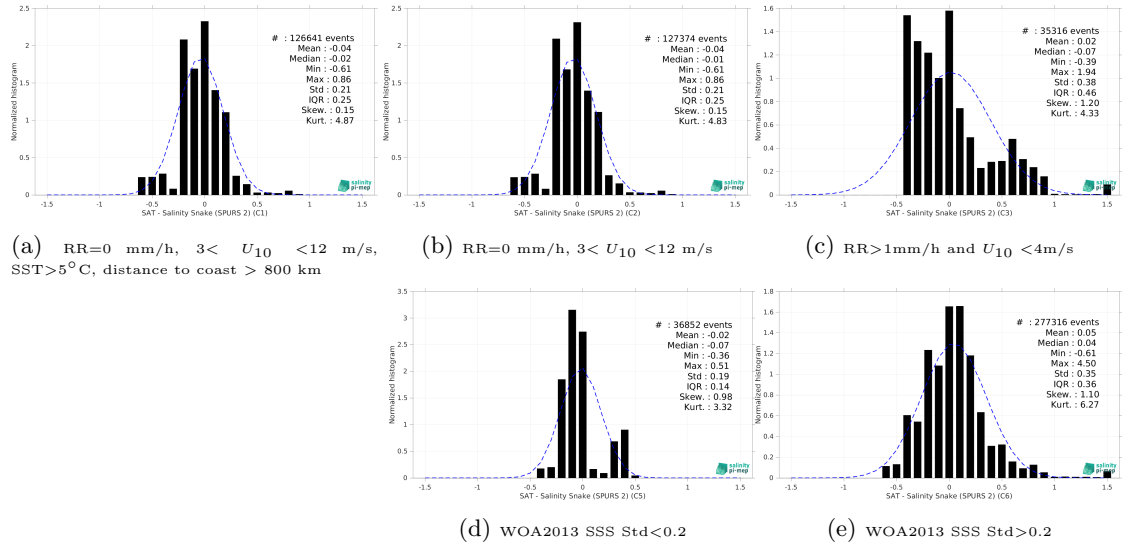 2.5
2
1.5
1
0.5
0
Normalized histogram
# : 126641 events
Mean : -0.04
Median : -0.02
Min : -0.61
Max : 0.86
Std : 0.21
IQR : 0.25
Skew. : 0.15
Kurt. : 4.87
salinity
pi-mep
-1.5 -1 -0.5 0 0.5 1 1.5
SAT - Salinity Snake (SPURS 2) (C1)
(a) RR=0 mm/h, 3< U10 <12 m/s,
SST>5°C, distance to coast > 800 km
2.5
2
1.5
1
0.5
0
Normalized histogram
# : 127374 events
Mean : -0.04
Median : -0.01
Min : -0.61
Max : 0.86
Std : 0.21
IQR : 0.25
Skew. : 0.15
Kurt. : 4.83
salinity
pi-mep
-1.5 -1 -0.5 0 0.5 1 1.5
SAT - Salinity Snake (SPURS 2) (C2)
(b) RR=0 mm/h, 3< U10 <12 m/s
1.6
1.4
1.2
1
0.8
0.6
0.4
0.2
0
Normalized histogram
# : 35316 events
Mean : 0.02
Median : -0.07
Min : -0.39
Max : 1.94
Std : 0.38
IQR : 0.46
Skew. : 1.20
Kurt. : 4.33
salinity
pi-mep
-1.5 -1 -0.5 0 0.5 1 1.5
SAT - Salinity Snake (SPURS 2) (C3)
(c) RR>1mm/h and U10 <4m/s
3.5
3
2.5
2
1.5
1
0.5
0
Normalized histogram
# : 36852 events
Mean : -0.02
Median : -0.07
Min : -0.36
Max : 0.51
Std : 0.19
IQR : 0.14
Skew. : 0.98
Kurt. : 3.32
salinity
pi-mep
-1.5 -1 -0.5 0 0.5 1 1.5
SAT - Salinity Snake (SPURS 2) (C5)
(d) WOA2013 SSS Std<0.2
1.8
1.6
1.4
1.2
1
0.8
0.6
0.4
0.2
0
Normalized histogram
# : 277316 events
Mean : 0.05
Median : 0.04
Min : -0.61
Max : 4.50
Std : 0.35
IQR : 0.36
Skew. : 1.10
Kurt. : 6.27
salinity
pi-mep
-1.5 -1 -0.5 0 0.5 1 1.5
SAT - Salinity Snake (SPURS 2) (C6)
(e) WOA2013 SSS Std>0.2